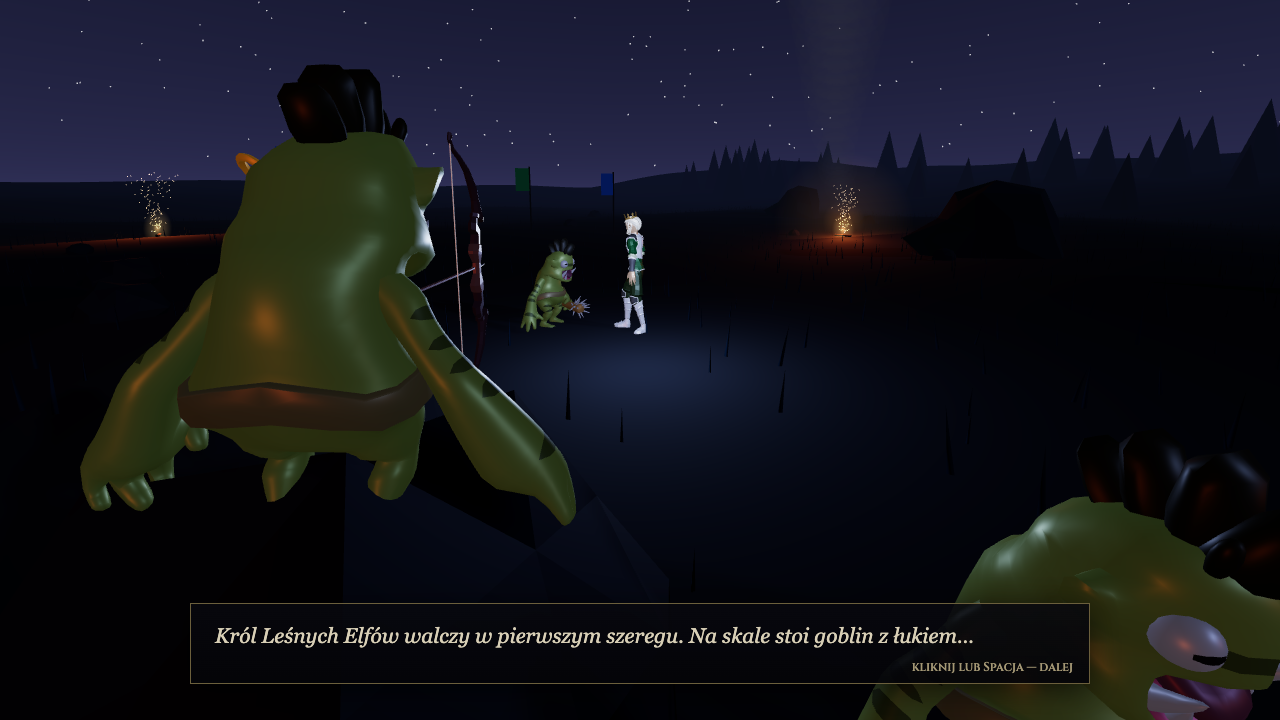 Król Leśnych Elfów walczy w pierwszym szeregu. Na skale stoi goblin z łukiem...
KLIKNIJ LUB SPACJA — DALEJ